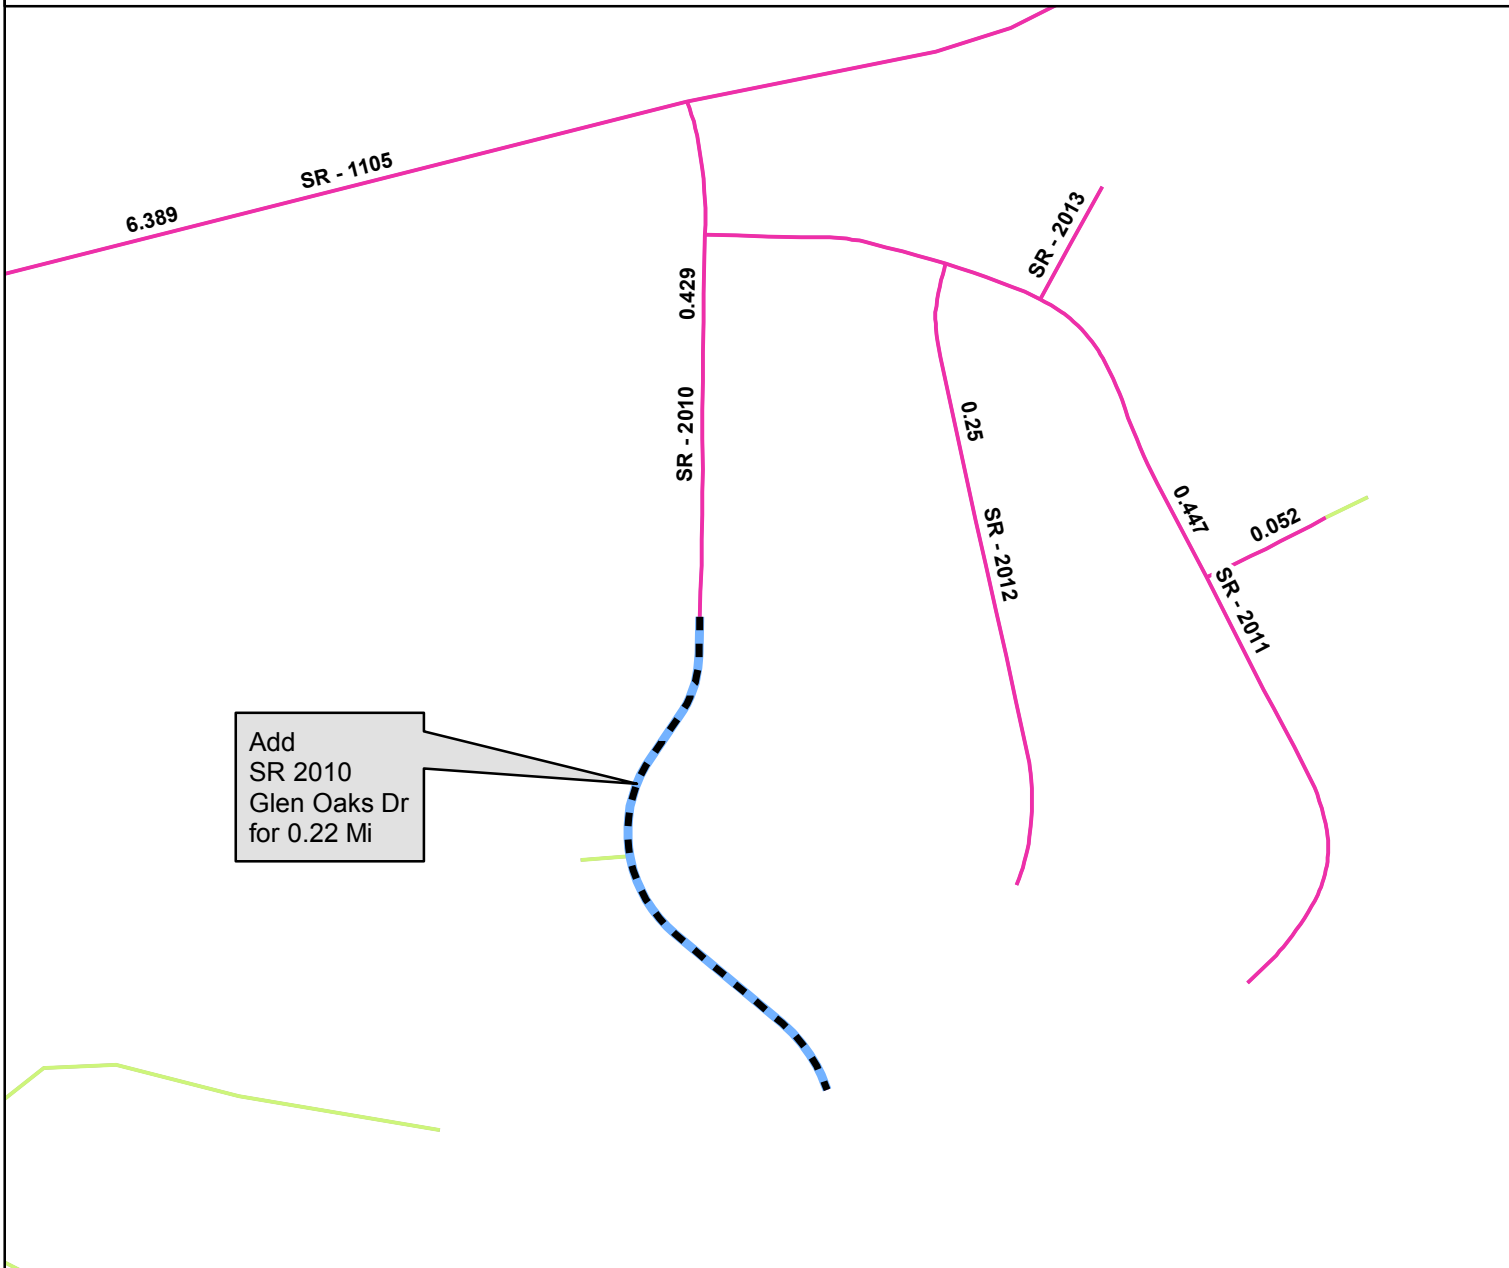 SR - 1105
6.389
SR - 2013
0.429
SR - 2010
0.25
SR - 2012
0.447
0.052
SR - 2011
Add
SR 2010
Glen Oaks Dr
for 0.22 Mi